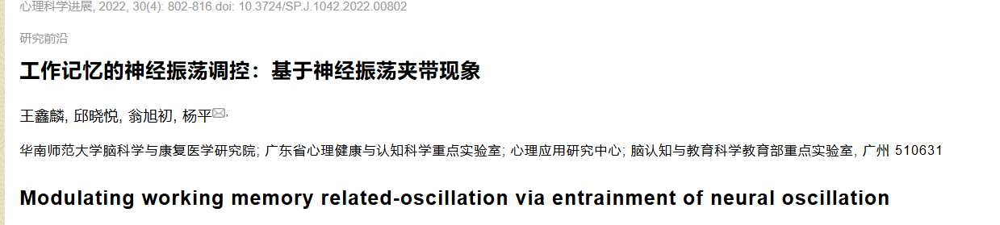 心理科学进展, 2022, 30(4): 802-816 doi: 10.3724/SP.J.1042.2022.00802
研究前沿
工作记忆的神经振荡调控：基于神经振荡夹带现象
王鑫麟, 邱晓悦, 翁旭初, 杨平,
华南师范大学脑科学与康复医学研究院; 广东省心理健康与认知科学重点实验室; 心理应用研究中心; 脑认知与教育科学教育部重点实验室, 广州 510631
Modulating working memory related-oscillation via entrainment of neural oscillation